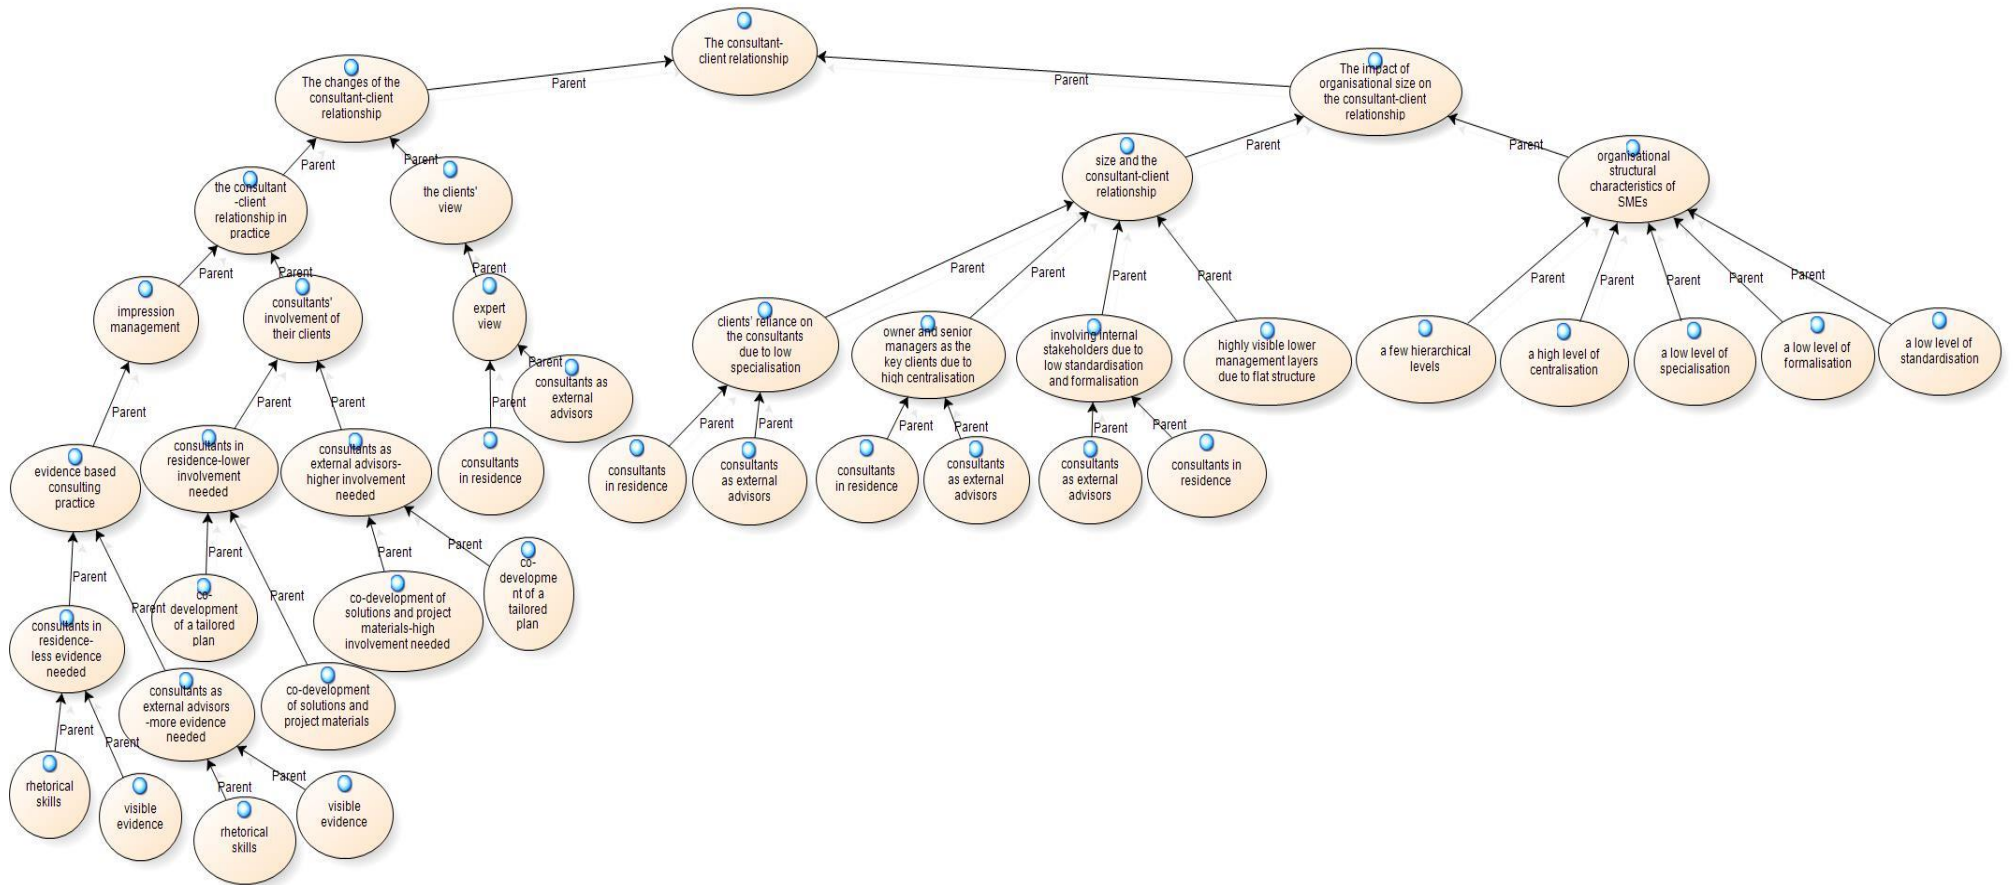 The consultant-
client relationship
The changes of the
consultant-client
relationship
Parent
Parent
The impact of
organisational size on
the consultant-client
relationship
Parent
Parent
Parent
Parent
the consultant
-client
relationship in
practice
the clients'
view
size and the
consultant-client
relationship
organisational
structural
characteristics of
SMEs
Parent
Parent
Parent
Parent
Parent
Parent
Parent
Parent
Parent
Parent
Parent
Parent
impression
management
consultants'
involvement of
their clients
expert
view
clients' reliance on
the consultants
due to low
specialisation
owner and senior
managers as the
key clients due to
high centralisation
involving internal
stakeholders due to
low standardisation
and formalisation
highly visible lower
management layers
due to flat structure
a few hierarchical
levels
a high level of
centralisation
a low level of
specialisation
a low level of
formalisation
a low level of
standardisation
Parent
Parent
Parent
Parent
Parent
consultants as
external
advisors
Parent
Parent
Parent
Parent
Parent
Parent
evidence based
consulting
practice
consultants in
residence-lower
involvement
needed
consultants as
external advisors-
higher involvement
needed
consultants
in residence
consultants
in residence
consultants
as external
advisors
consultants
in residence
consultants
as external
advisors
consultants
as external
advisors
consultants in
residence
Parent
Parent
Parent
Parent
Parent
Parent
consultants in
residence-
less evidence
needed
co-
development
of a tailored
plan
co-development of
solutions and project
materials-high
involvement needed
co-
developme
nt of a
tailored
plan
consultants as
external advisors
-more evidence
needed
co-development
of solutions and
project materials
Parent
Parent
Parent
Parent
rhetorical
skills
visible
evidence
rhetorical
skills
visible
evidence